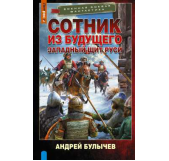 СОТНИК
ИЗ БУДУЩЕГО
ЗАПАДНЫЙ ЩИТ РУСИ
АНДРЕЙ БУЛЫЧЕВ